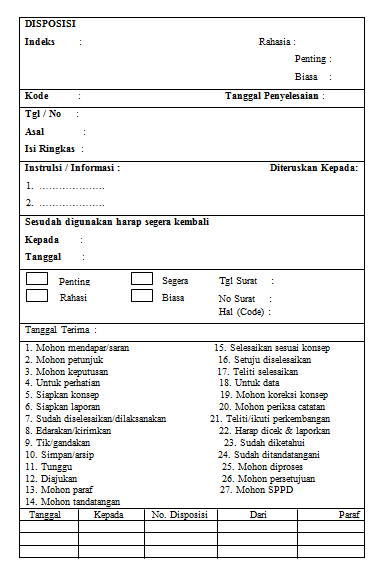 DISPOSISI
Indeks : Rahasia :
Penting :
Biasa :
Kode : Tanggal Penyelesaian :
Tgl / No :
Asal :
Isi Ringkas :
Instrulsi / Informasi : Diteruskan Kepada:
1. ………………..
2. ………………..
Sesudah digunakan harap segera kembali
Kepada :
Tanggal :
Penting Segera Tgl Surat :
Rahasi Biasa No Surat :
Hal (Code) :
Tanggal Terima :
1. Mohon mendapar/saran 15. Selesaikan sesuai konsep
2. Mohon petunjuk 16. Setuju diselesaikan
3. Mohon keputusan 17. Teliti selesaikan
4. Untuk perhatian 18. Untuk data
5. Siapkan konsep 19. Mohon koreksi konsep
6. Siapkan laporan 20. Mohon periksa catatan
7. Sudah diselesaikan/dilaksanakan 21. Teliti/ikuti perkembangan
8. Edarakan/kirimkan 22. Harap dicek & laporkan
9. Tik/gandakan 23. Sudah diketahui
10. Simpan/arsip 24. Sudah ditandatangani
11. Tunggu 25. Mohon diproses
12. Diajukan 26. Mohon persetujuan
13. Mohon paraf 27. Mohon SPPD
14. Mohon tandatangan
Tanggal Kepada No. Disposisi Dari Paraf